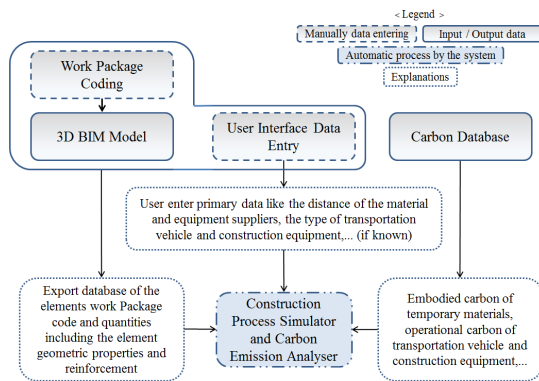 < Legend >
Manually data entering
Input / Output data
Automatic process by the system
Explanations
Work Package
Coding
3D BIM Model
User Interface Data
Entry
Carbon Database
User enter primary data like the distance of the material
and equipment suppliers, the type of transportation
vehicle and construction equipment,... (if known)
Export database of the
elements work Package
code and quantities
including the element
geometric properties and
reinforcement
Construction
Process Simulator
and Carbon
Emission Analyser
Embodied carbon of
temporary materials,
operational carbon of
transportation vehicle and
construction equipment,...